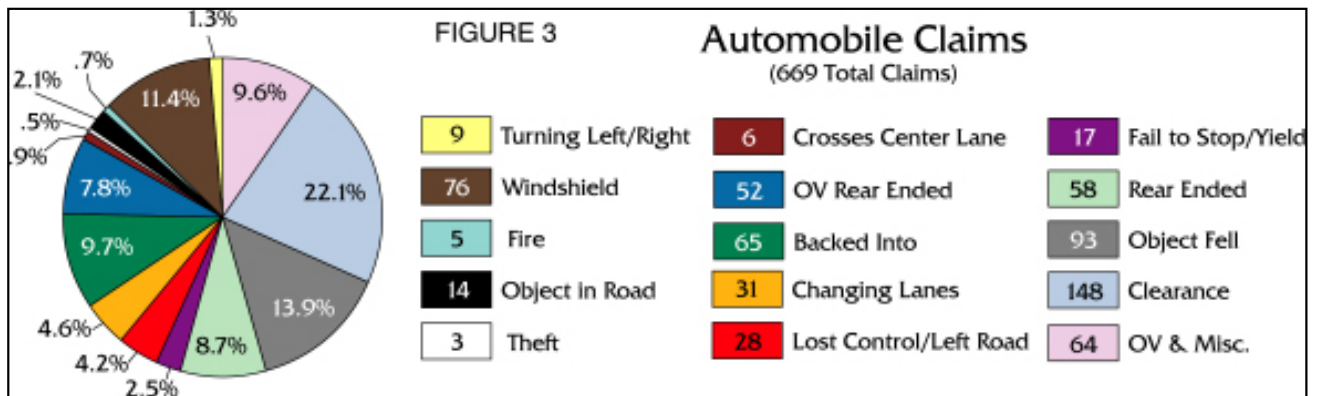 1.3%
FIGURE 3
Automobile Claims
(669 Total Claims)
.7%
2.1%
.5%
.9%
11.4%
9.6%
7.8%
22.1%
9.7%
4.6%
13.9%
4.2%
8.7%
2.5%
9 Turning Left/Right
76 Windshield
5 Fire
14 Object in Road
3 Theft
6 Crosses Center Lane
52 OV Rear Ended
65 Backed Into
31 Changing Lanes
28 Lost Control/Left Road
17 Fail to Stop/Yield
58 Rear Ended
93 Object Fell
148 Clearance
64 OV & Misc.